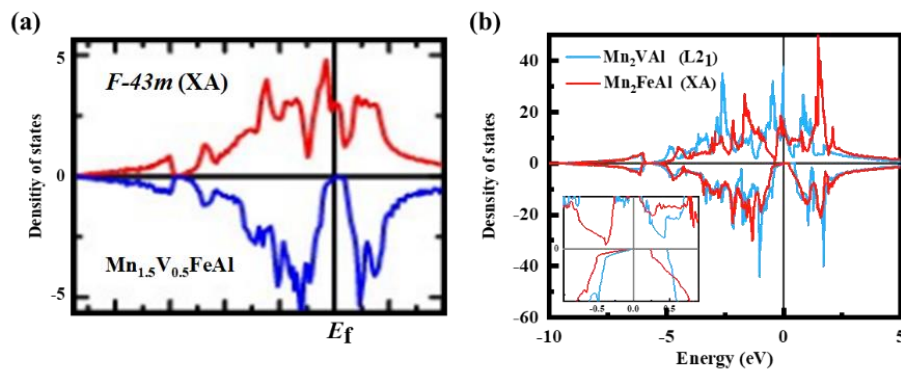 (a)
5
F-43m (XA)
Density of states
0
Mn1.5V0.5FeAl
-5
Ef
(b)
Mn2VAl (L21)
Mn2FeAl (XA)
Desnsity of states
40
20
0
-20
-40
-60
0
-0.5
0.0
0.5
-10
-5
0
5
Energy (eV)